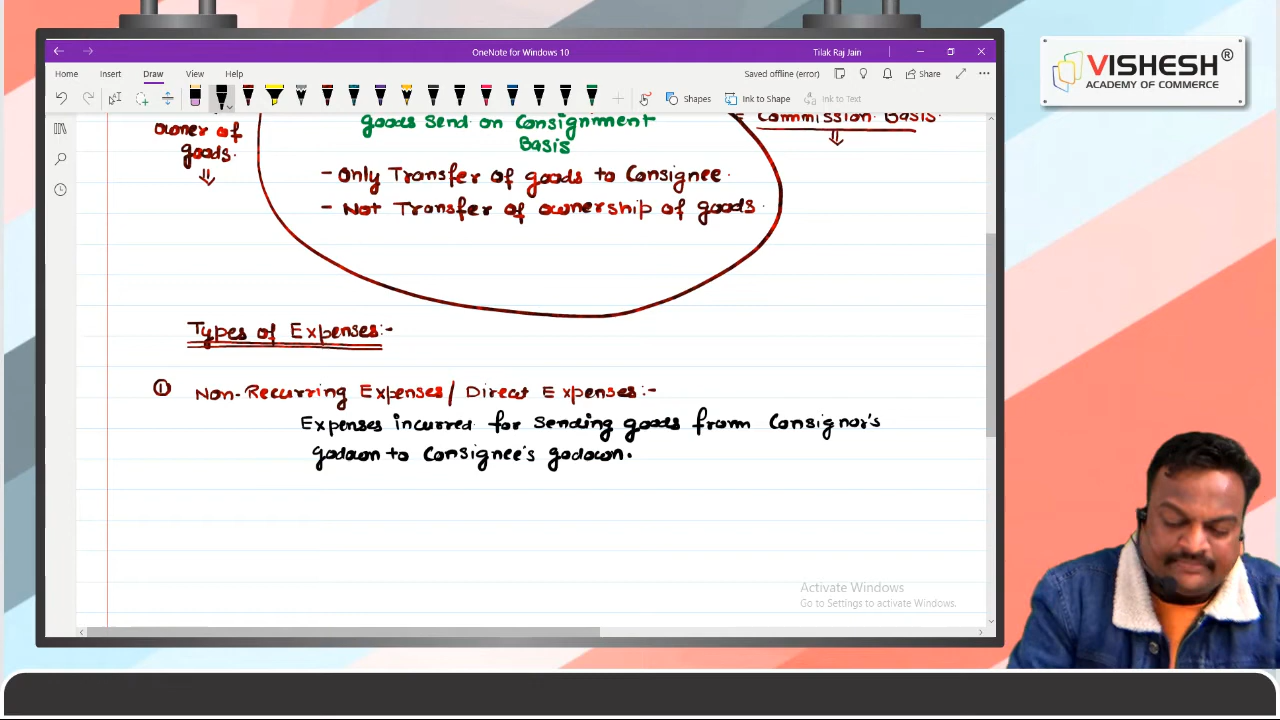 OneNote for Windows 10
Tilak Raj Jain
Home Insert Draw View Help
Saved offline (error)
Share
Shapes
Ink to Shape
Ink to Text
VISHESH®
ACADEMY OF COMMERCE
owner of
goods.
goods send on Consignment
Basis
Commission Basis.
- Only Transfer of goods to Consignee.
- Not Transfer of ownership of goods.
Types of Expenses:-
① Non-Recurring Expenses/ Direct Expenses:-
Expenses incurred for sending goods from Consignor's
godown to Consignee's godown.
Activate Windows
Go to Settings to activate Windows.